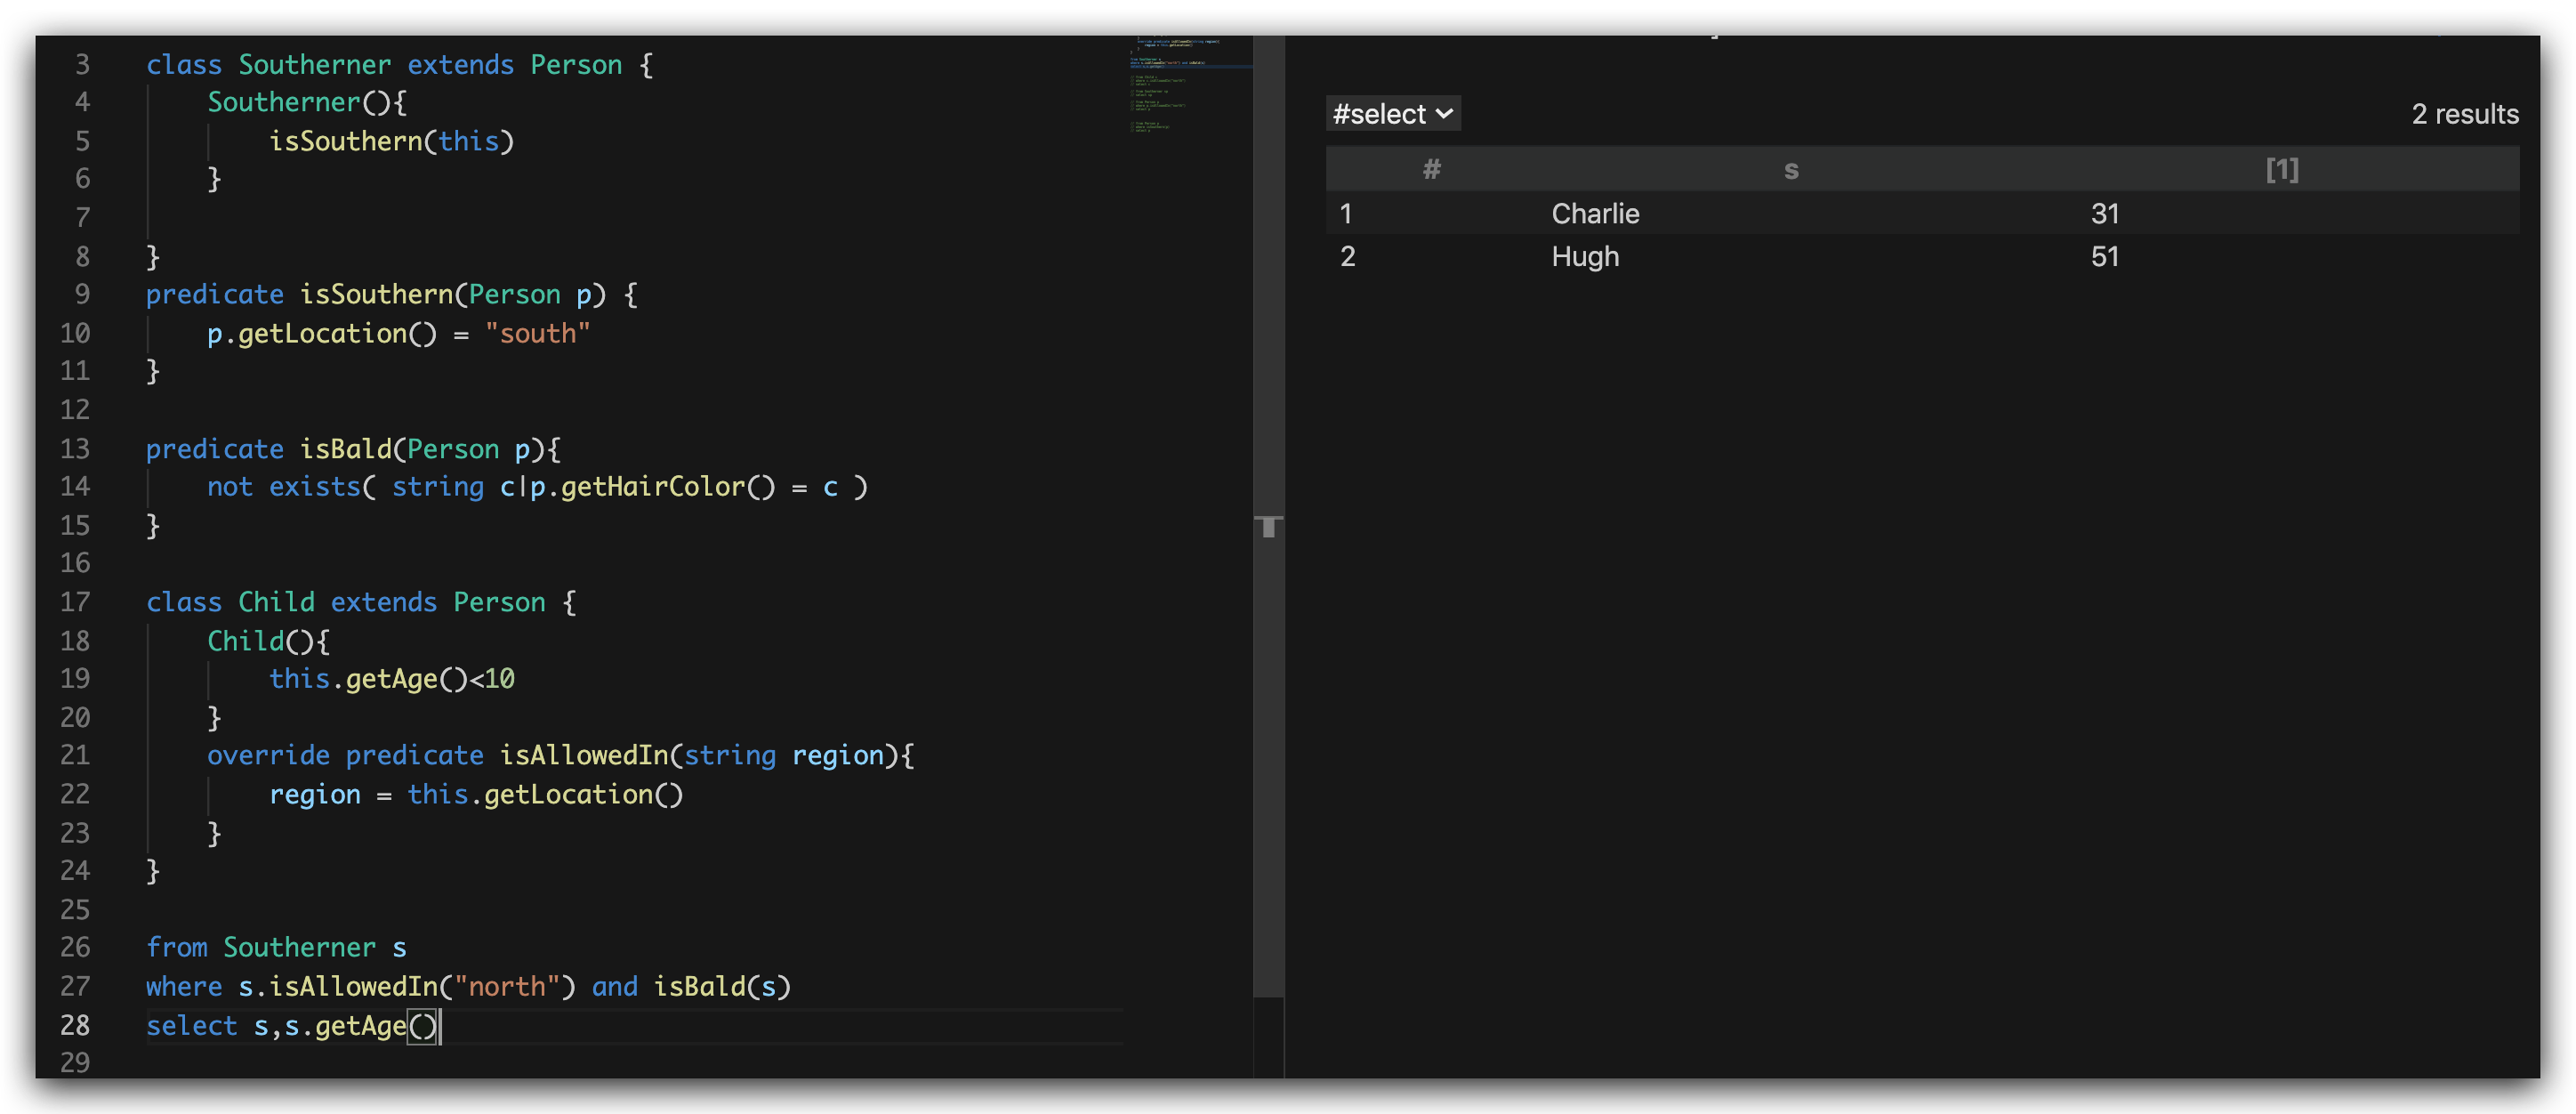 3 class Southerner extends Person {
4     Southerner(){
5         isSouthern(this)
6     }
7
8 }
9 predicate isSouthern(Person p) {
10     p.getLocation() = "south"
11 }
12
13 predicate isBald(Person p){
14     not exists( string c|p.getHairColor() = c )
15 }
16
17 class Child extends Person {
18     Child(){
19         this.getAge()<10
20     }
21     override predicate isAllowedIn(string region){
22         region = this.getLocation()
23     }
24 }
25
26 from Southerner s
27 where s.isAllowedIn("north") and isBald(s)
28 select s,s.getAge()
29
#select 2 results
# s [1]
1 Charlie 31
2 Hugh 51